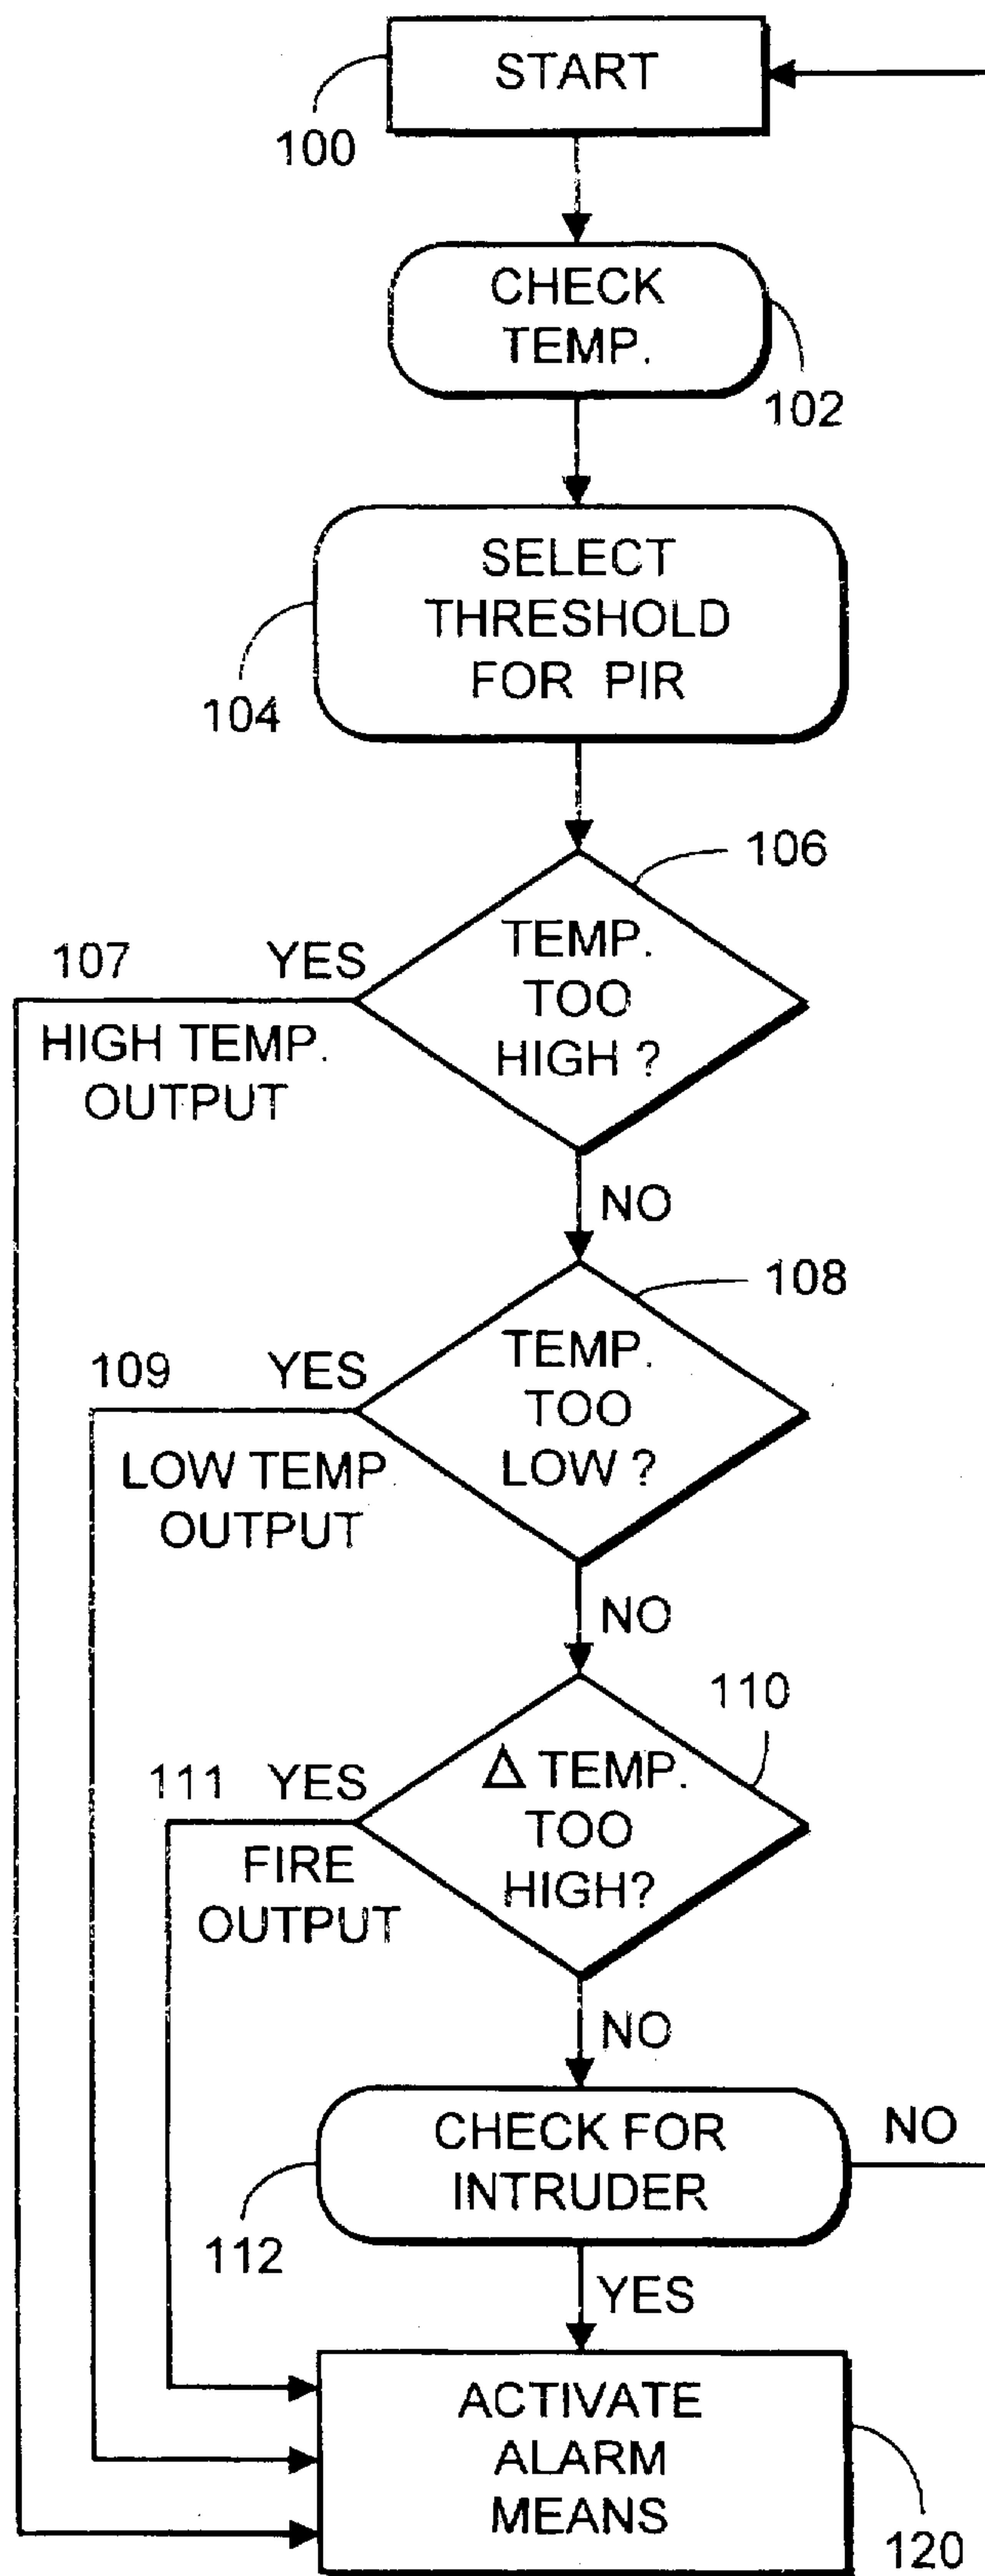 START
100
CHECK
TEMP.
102
SELECT
THRESHOLD
FOR PIR
104
106
TEMP.
TOO
HIGH ?
107
YES
HIGH TEMP.
OUTPUT
NO
108
TEMP.
TOO
LOW ?
109
YES
LOW TEMP
OUTPUT
NO
110
Δ TEMP.
TOO
HIGH?
111
YES
FIRE
OUTPUT
NO
CHECK FOR
INTRUDER
NO
112
YES
ACTIVATE
ALARM
MEANS
120